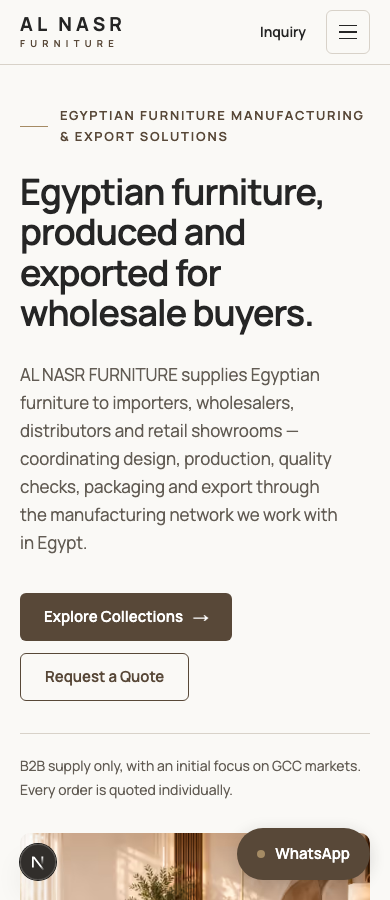 AL NASR
FURNITURE
Inquiry
EGYPTIAN FURNITURE MANUFACTURING
& EXPORT SOLUTIONS
Egyptian furniture,
produced and
exported for
wholesale buyers.
AL NASR FURNITURE supplies Egyptian
furniture to importers, wholesalers,
distributors and retail showrooms —
coordinating design, production, quality
checks, packaging and export through
the manufacturing network we work with
in Egypt.
Explore Collections →
Request a Quote
B2B supply only, with an initial focus on GCC markets.
Every order is quoted individually.
N
WhatsApp